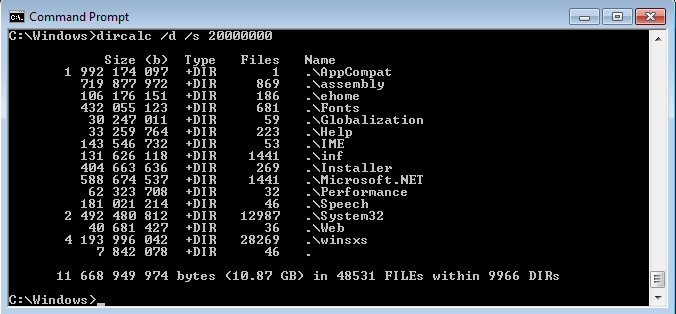 Command Prompt
C:\Windows>dircalc /d /s 20000000
Size (b) Type Files Name
1 992 174 097 +DIR 1 .\AppCompat
719 877 972 +DIR 869 .\assembly
106 176 151 +DIR 186 .\ehome
432 055 123 +DIR 681 .\Fonts
30 247 011 +DIR 59 .\Globalization
33 259 764 +DIR 223 .\Help
143 546 732 +DIR 53 .\IME
131 626 118 +DIR 1441 .\inf
404 663 636 +DIR 269 .\Installer
588 674 537 +DIR 1441 .\Microsoft.NET
62 323 708 +DIR 32 .\Performance
181 021 214 +DIR 46 .\Speech
2 492 480 812 +DIR 12987 .\System32
40 681 427 +DIR 36 .\Web
4 193 996 042 +DIR 28269 .\winsxs
7 842 078 +DIR 46 .
11 668 949 974 bytes (10.87 GB) in 48531 FILEs within 9966 DIRs
C:\Windows>_